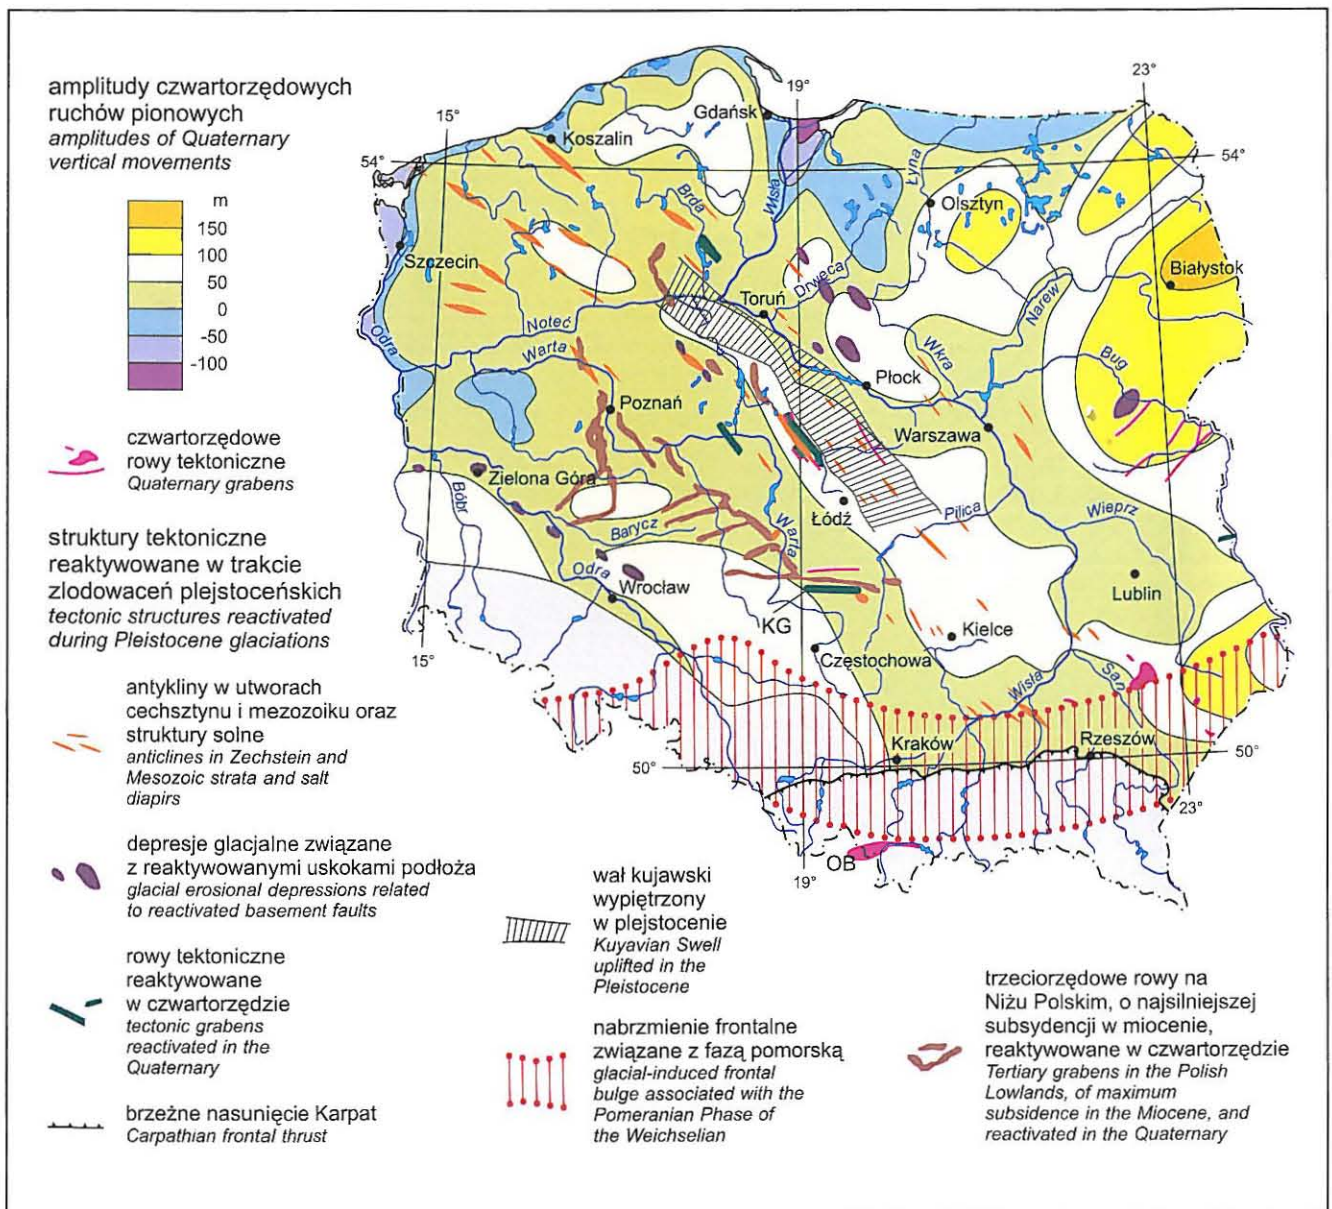 amplitudy czwartorzędowych
ruchów pionowych
amplitudes of Quaternary
vertical movements
m
150
100
50
0
-50
-100
czwartorzędowe
rowy tektoniczne
Quaternary grabens
struktury tektoniczne
reaktywowane w trakcie
zlodowaceń plejstoceńskich
tectonic structures reactivated
during Pleistocene glaciations
antykliny w utworach
cechsztynu i mezozoiku oraz
struktury solne
anticlines in Zechstein and
Mesozoic strata and salt
diapirs
depresje glacjalne związane
z reaktywowanymi uskokami podłoża
glacial erosional depressions related
to reactivated basement faults
rowy tektoniczne
reaktywowane
w czwartorzędzie
tectonic grabens
reactivated in the
Quaternary
brzeżne nasunięcie Karpat
Carpathian frontal thrust
wał kujawski
wypiętrzony
w plejstocenie
Kuyavian Swell
uplifted in the
Pleistocene
nabrzmienie frontalne
związane z fazą pomorską
glacial-induced frontal
bulge associated with the
Pomeranian Phase of
the Weichselian
trzeciorzędowe rowy na
Niżu Polskim, o najsilniejszej
subsydencji w miocenie,
reaktywowane w czwartorzędzie
Tertiary grabens in the Polish
Lowlands, of maximum
subsidence in the Miocene, and
reactivated in the Quaternary
15°
19°
23°
54°
54°
Gdańsk
Koszalin
Brda
Wisła
Łyna
Olsztyn
Szczecin
Białystok
Drwęca
Toruń
Narew
Odra
Noteć
Warta
Wkra
Bug
Płock
Poznań
Warszawa
Zielona Góra
Bóbr
Łódź
Pilica
Wieprz
Barycz
Warta
Odra
Wrocław
Lublin
KG
Kielce
Częstochowa
15°
Wisła
San
Kraków
Rzeszów
50°
50°
23°
OB
19°